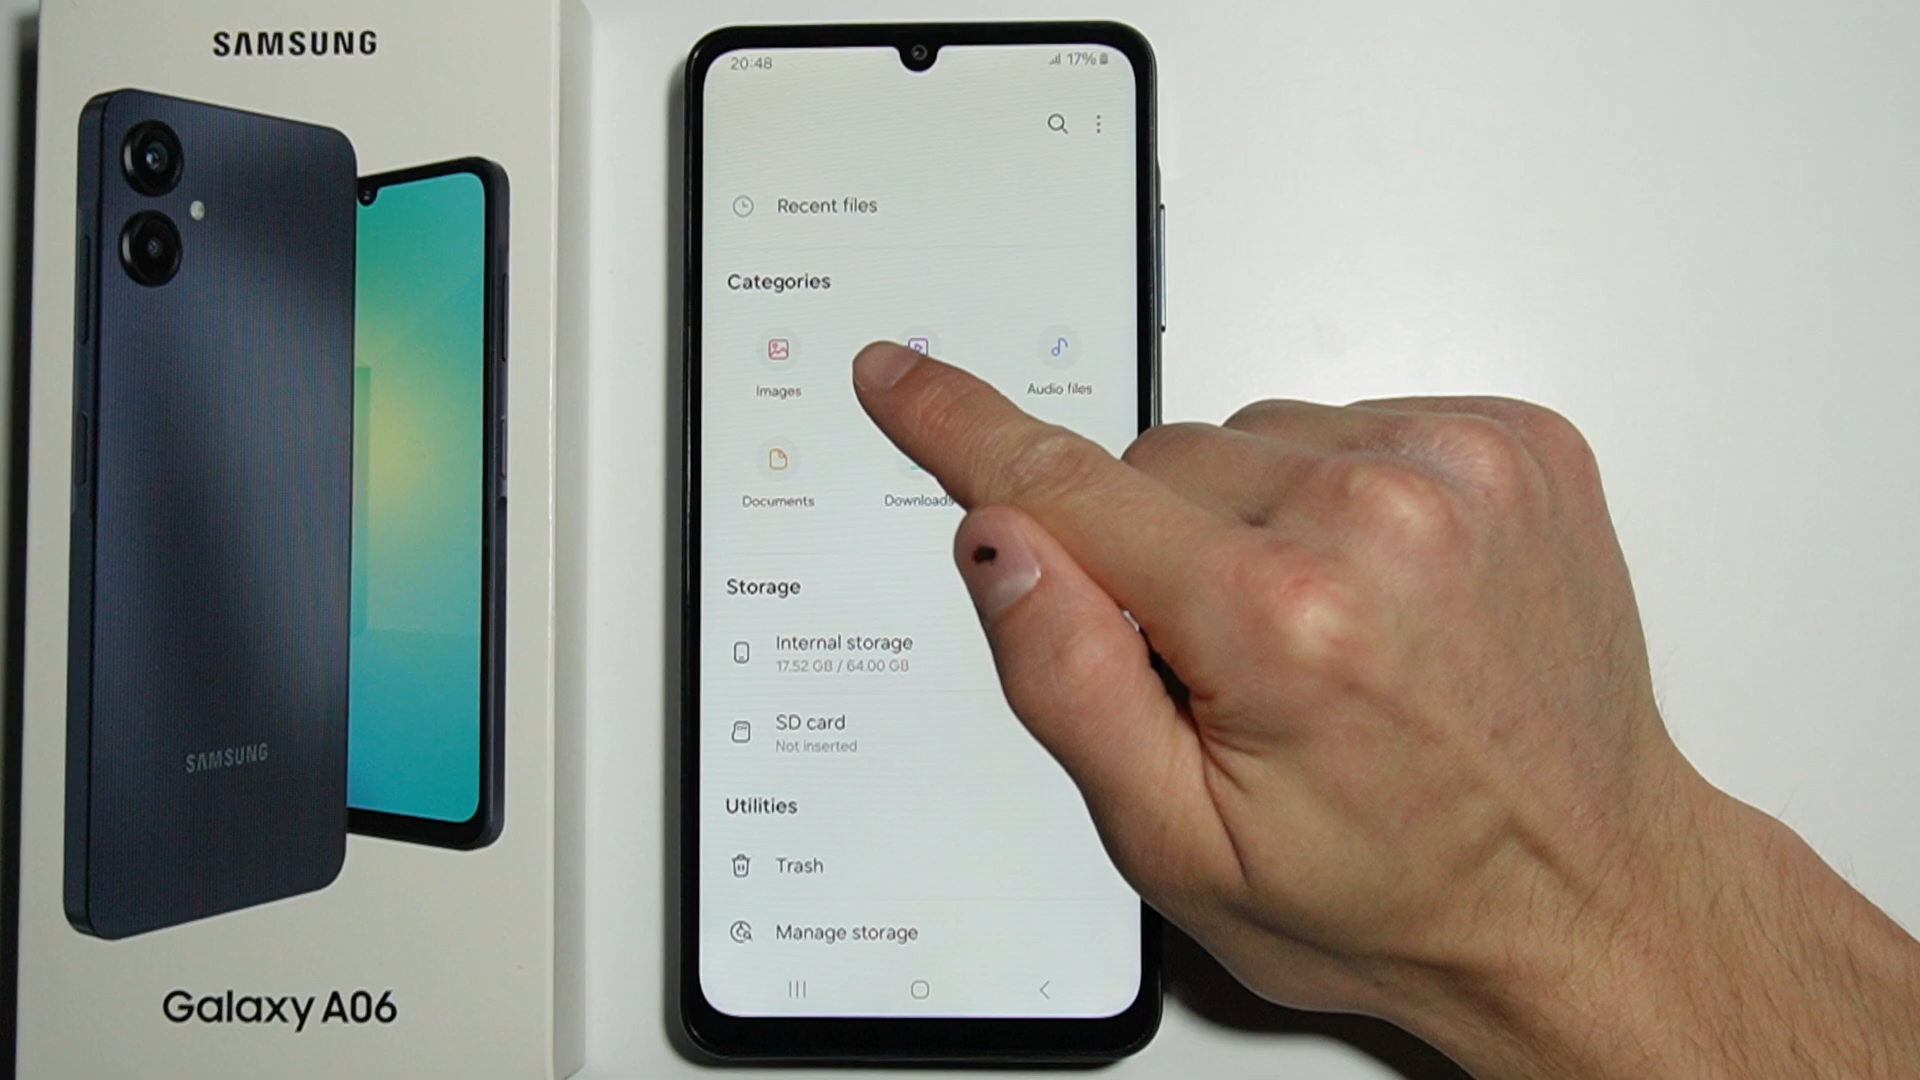 SAMSUNG
SAMSUNG
Galaxy A06
20:48
17%
Recent files
Categories
Images
Audio files
Documents
Downloads
Storage
Internal storage
17.52 GB / 64.00 GB
SD card
Not inserted
Utilities
Trash
Manage storage